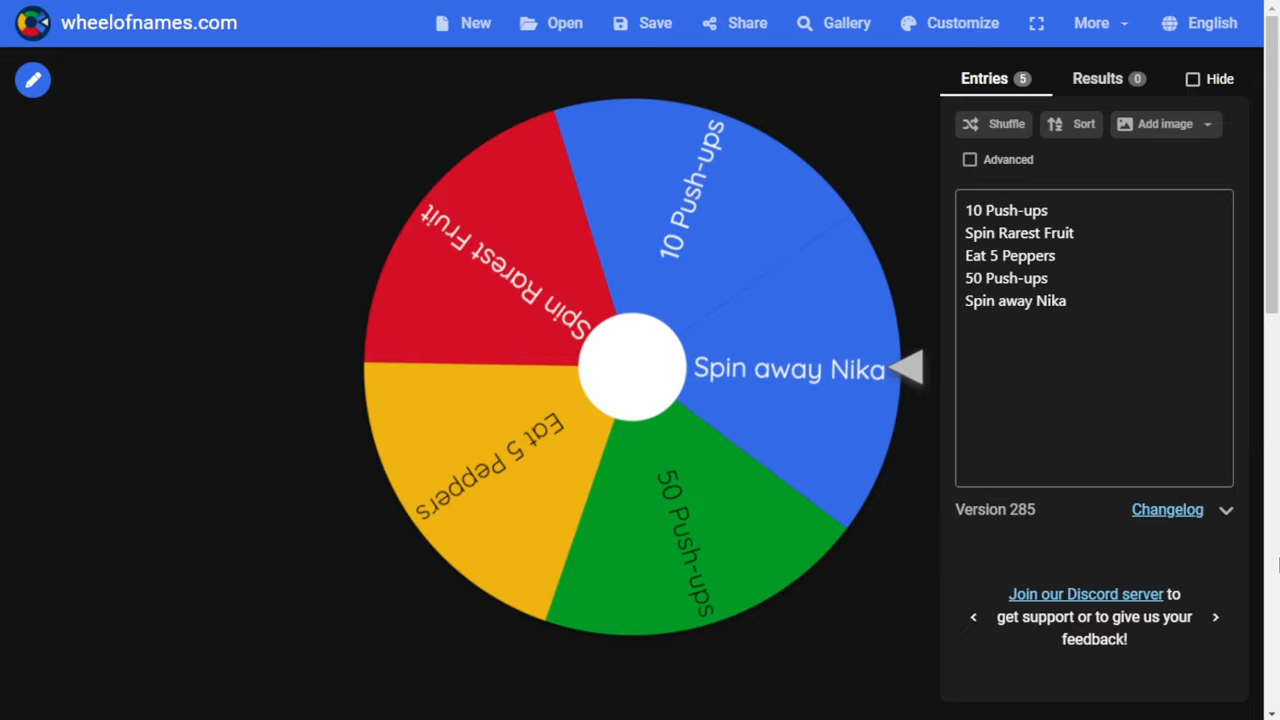 wheelofnames.com
New
Open
Save
Share
Gallery
Customize
More
English
Entries 5
Results 0
Hide
Shuffle
Sort
Add image
Advanced
10 Push-ups
Spin Rarest Fruit
Eat 5 Peppers
50 Push-ups
Spin away Nika
10 Push-ups
Spin Rarest Fruit
Eat 5 Peppers
50 Push-ups
Spin away Nika
Version 285
Changelog
Join our Discord server to
get support or to give us your
feedback!